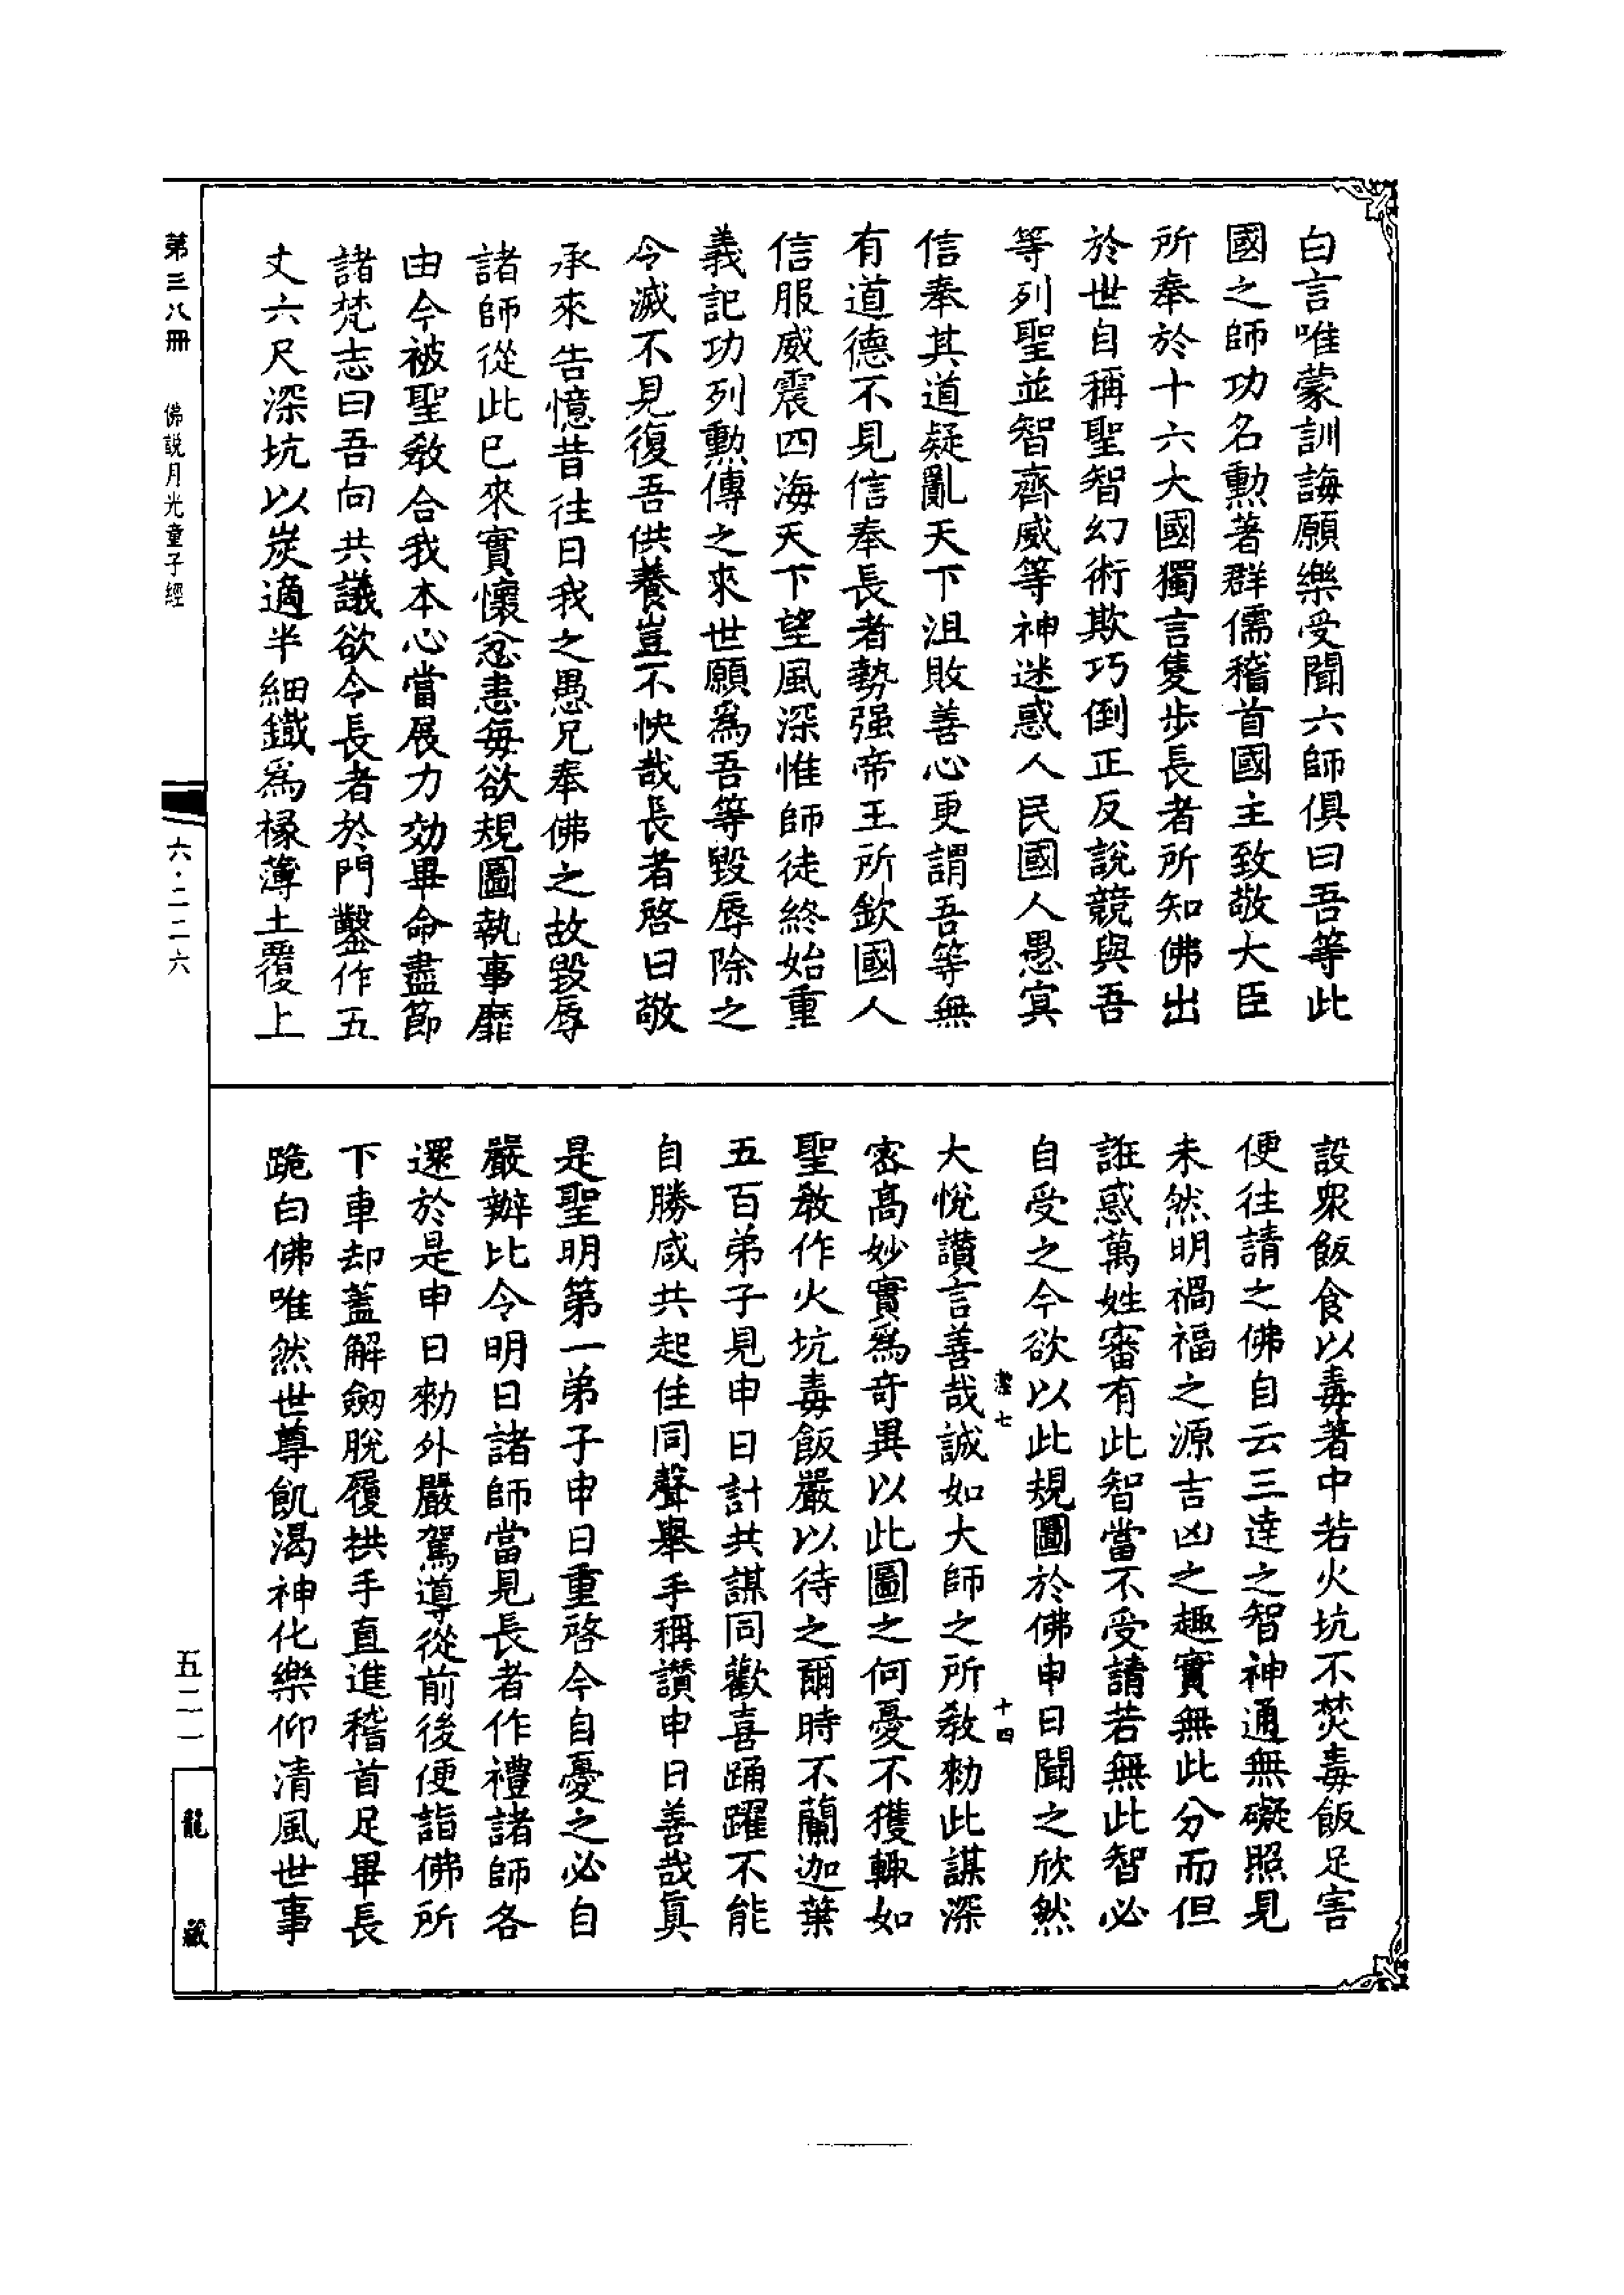 白言唯蒙訓誨願樂受聞六師俱曰吾等此
國之師功名勲著群儒稽首國主致敬大臣
所奉於十六大國獨言隻步長者所知佛出
於世自稱聖智幻術欺巧倒正反説競與吾
等列聖並智齊威等神迷惑人民國人愚㝠
信奉其道疑亂天下沮敗善心更謂吾等無
有道德不見信奉長者勢强帝王所欽國人
信服威震四海天下望風深惟師徒終始重
義記功列勲傳之來世願爲吾等毀辱除之
令滅不見復吾供養豈不快哉長者啓曰敬
承來告憶昔往日我之愚兄奉佛之故毀辱
諸師從此已來實懷忿恚每欲規圖執事靡
由今被聖教合我本心當展力効畢命盡節
諸梵志曰吾向共議欲令長者於門鑿作五
丈六尺深坑以炭適半細鐵爲椽薄土覆上
設衆飯食以毒著中若火坑不焚毒飯足害
便往請之佛自云三達之智神通無礙照見
未然明禍福之源吉凶之趣實無此分而但
誑惑萬姓審有此智當不受請若無此智必
自受之今欲以此規圖於佛申日聞之欣然
潔七
十四
大悅讃言善哉誠如大師之所教勑此謀深
宻高妙實爲奇異以此圖之何憂不獲輙如
聖教作火坑毒飯嚴以待之爾時不蘭迦葉
五百弟子見申日計共謀同歡喜踊躍不能
自勝咸共起住同聲舉手稱讃申日善哉真
是聖明第一弟子申日重啓今自憂之必自
嚴辦比令明日諸師當見長者作禮諸師各
還於是申日勑外嚴駕導從前後便詣佛所
下車却蓋解劒脫履拱手直進稽首足畢長
跪白佛唯然世尊飢渴神化樂仰清風世事
第三八冊
佛説月光童子經
六·二二六
五二一
龍藏